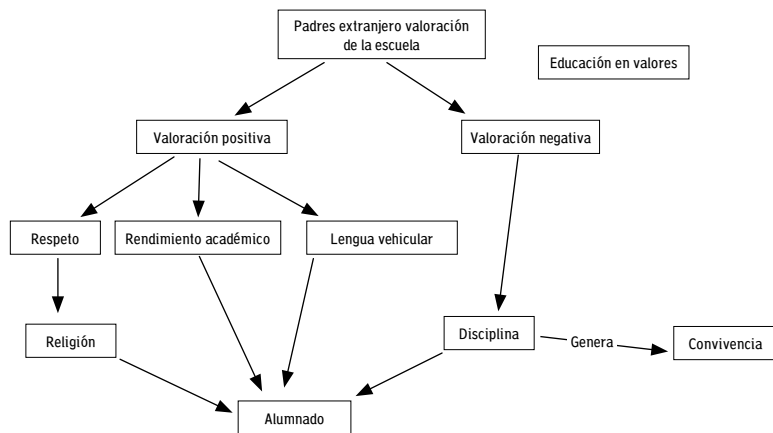 Padres extranjero valoración
de la escuela
Educación en valores
Valoración positiva
Valoración negativa
Respeto
Rendimiento académico
Lengua vehicular
Religión
Disciplina
Genera
Convivencia
Alumnado